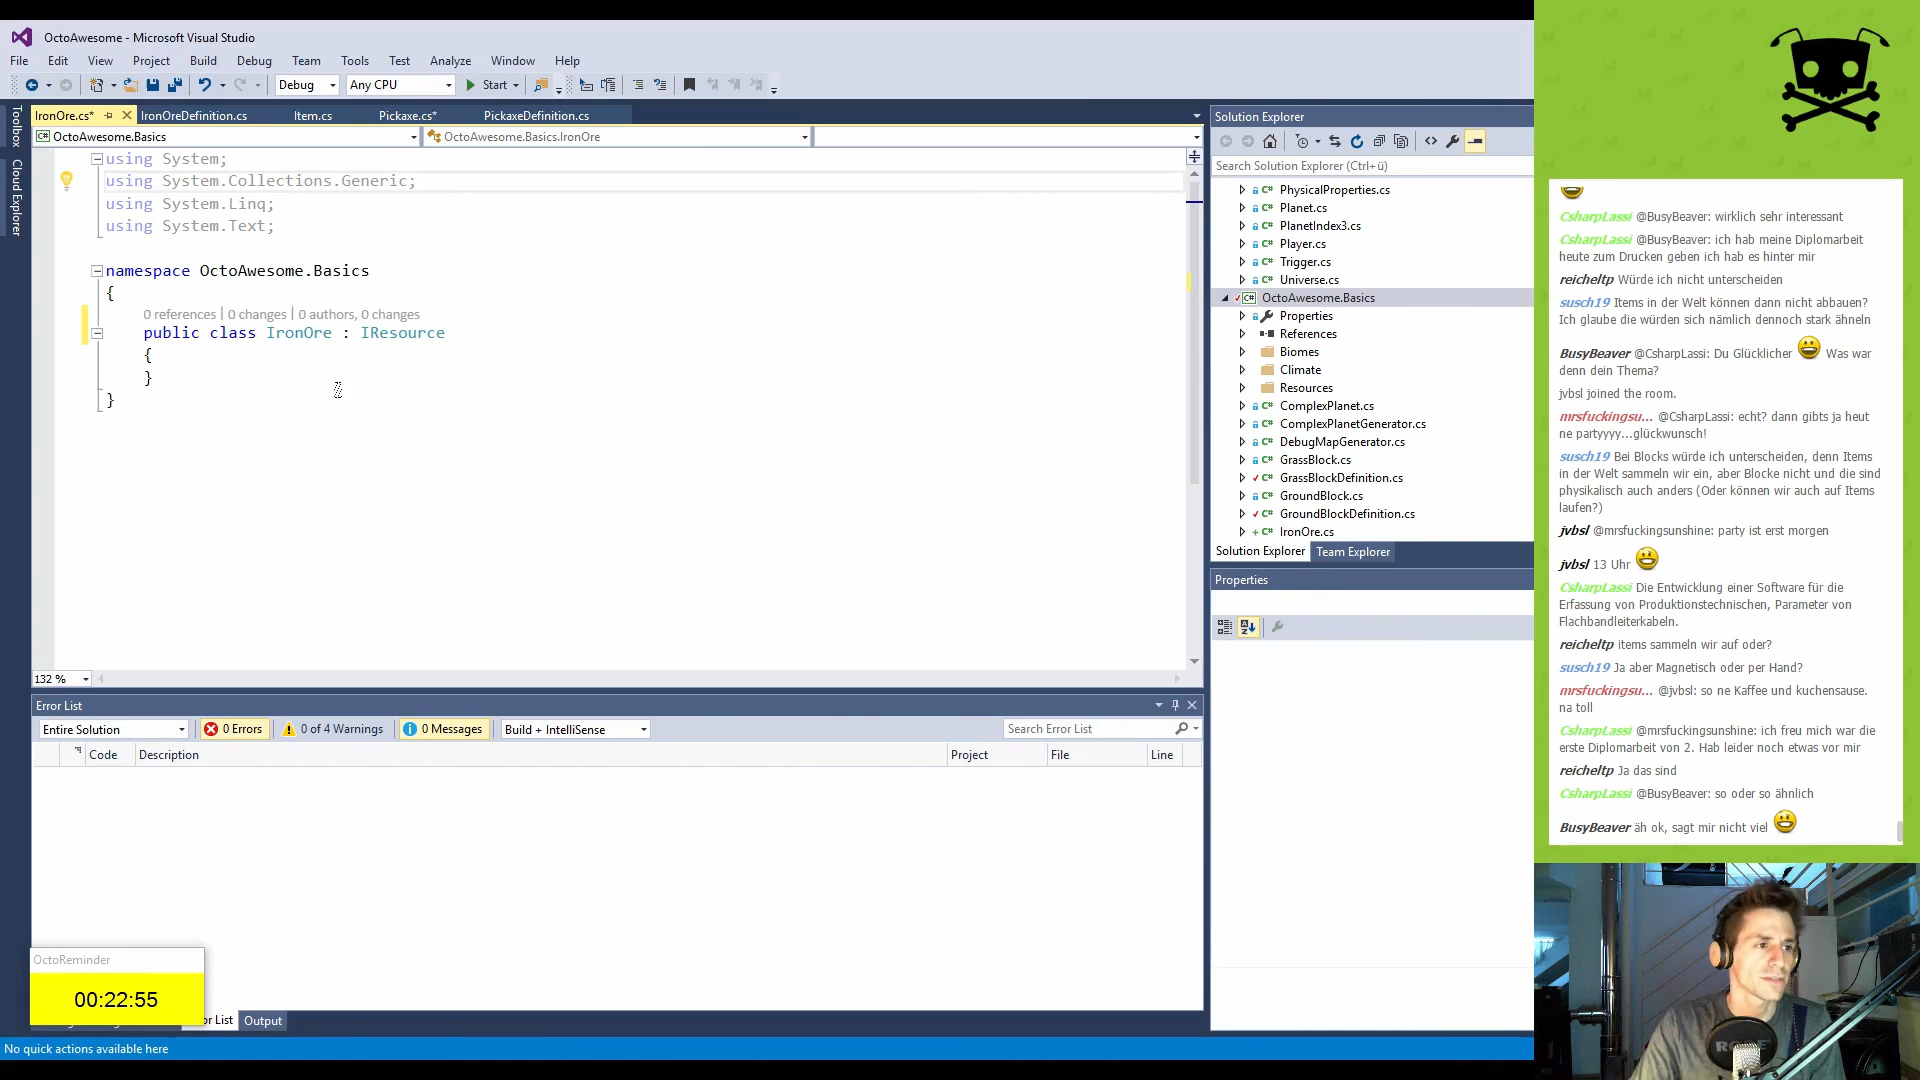 OctoAwesome - Microsoft Visual Studio
File Edit View Project Build Debug Team Tools Test Analyze Window Help
Debug Any CPU Start
IronOre.cs* IronOreDefinition.cs Item.cs Pickaxe.cs* PickaxeDefinition.cs
OctoAwesome.Basics OctoAwesome.Basics.IronOre
Toolbox
Cloud Explorer
using System;
using System.Collections.Generic;
using System.Linq;
using System.Text;
namespace OctoAwesome.Basics
{
0 references | 0 changes | 0 authors, 0 changes
public class IronOre : IResource
{
}
}
132 %
Error List
Entire Solution 0 Errors 0 of 4 Warnings 0 Messages Build + IntelliSense Search Error List
Code Description Project File Line
OctoReminder
00:22:55
or List Output
No quick actions available here
Solution Explorer
Search Solution Explorer (Ctrl+ü)
PhysicalProperties.cs
Planet.cs
PlanetIndex3.cs
Player.cs
Trigger.cs
Universe.cs
OctoAwesome.Basics
Properties
References
Biomes
Climate
Resources
ComplexPlanet.cs
ComplexPlanetGenerator.cs
DebugMapGenerator.cs
GrassBlock.cs
GrassBlockDefinition.cs
GroundBlock.cs
GroundBlockDefinition.cs
IronOre.cs
Solution Explorer Team Explorer
Properties
CsharpLassi @BusyBeaver: wirklich sehr interessant
CsharpLassi @BusyBeaver: ich hab meine Diplomarbeit
heute zum Drucken geben ich hab es hinter mir
reicheltp Würde ich nicht unterscheiden
susch19 Items in der Welt können dann nicht abbauen?
Ich glaube die würden sich nämlich dennoch stark ähneln
BusyBeaver @CsharpLassi: Du Glücklicher Was war
denn dein Thema?
jvbsl joined the room.
mrsfuckingsu... @CsharpLassi: echt? dann gibts ja heut
ne partyyyy...glückwunsch!
susch19 Bei Blocks würde ich unterscheiden, denn Items
in der Welt sammeln wir ein, aber Blocke nicht und die sind
physikalisch auch anders (Oder können wir auch auf Items
laufen?)
jvbsl @mrsfuckingsunshine: party ist erst morgen
jvbsl 13 Uhr
CsharpLassi Die Entwicklung einer Software für die
Erfassung von Produktionstechnischen, Parameter von
Flachbandleiterkabeln.
reicheltp items sammeln wir auf oder?
susch19 Ja aber Magnetisch oder per Hand?
mrsfuckingsu... @jvbsl: so ne Kaffee und kuchensause.
na toll
CsharpLassi @mrsfuckingsunshine: ich freu mich war die
erste Diplomarbeit von 2. Hab leider noch etwas vor mir
reicheltp Ja das sind
CsharpLassi @BusyBeaver: so oder so ähnlich
BusyBeaver äh ok, sagt mir nicht viel